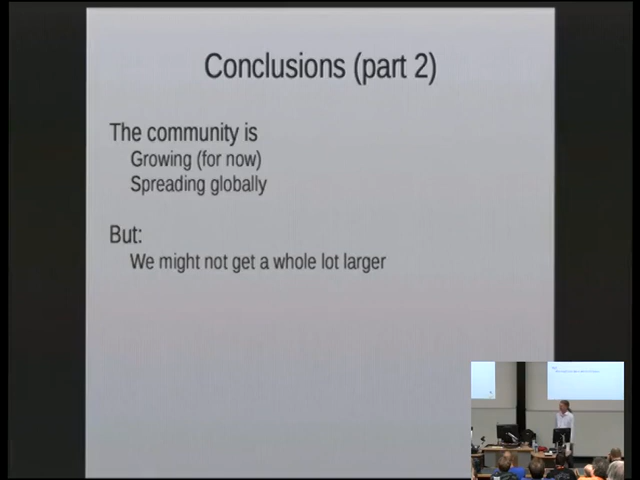 Conclusions (part 2)
The community is
Growing (for now)
Spreading globally
But:
We might not get a whole lot larger